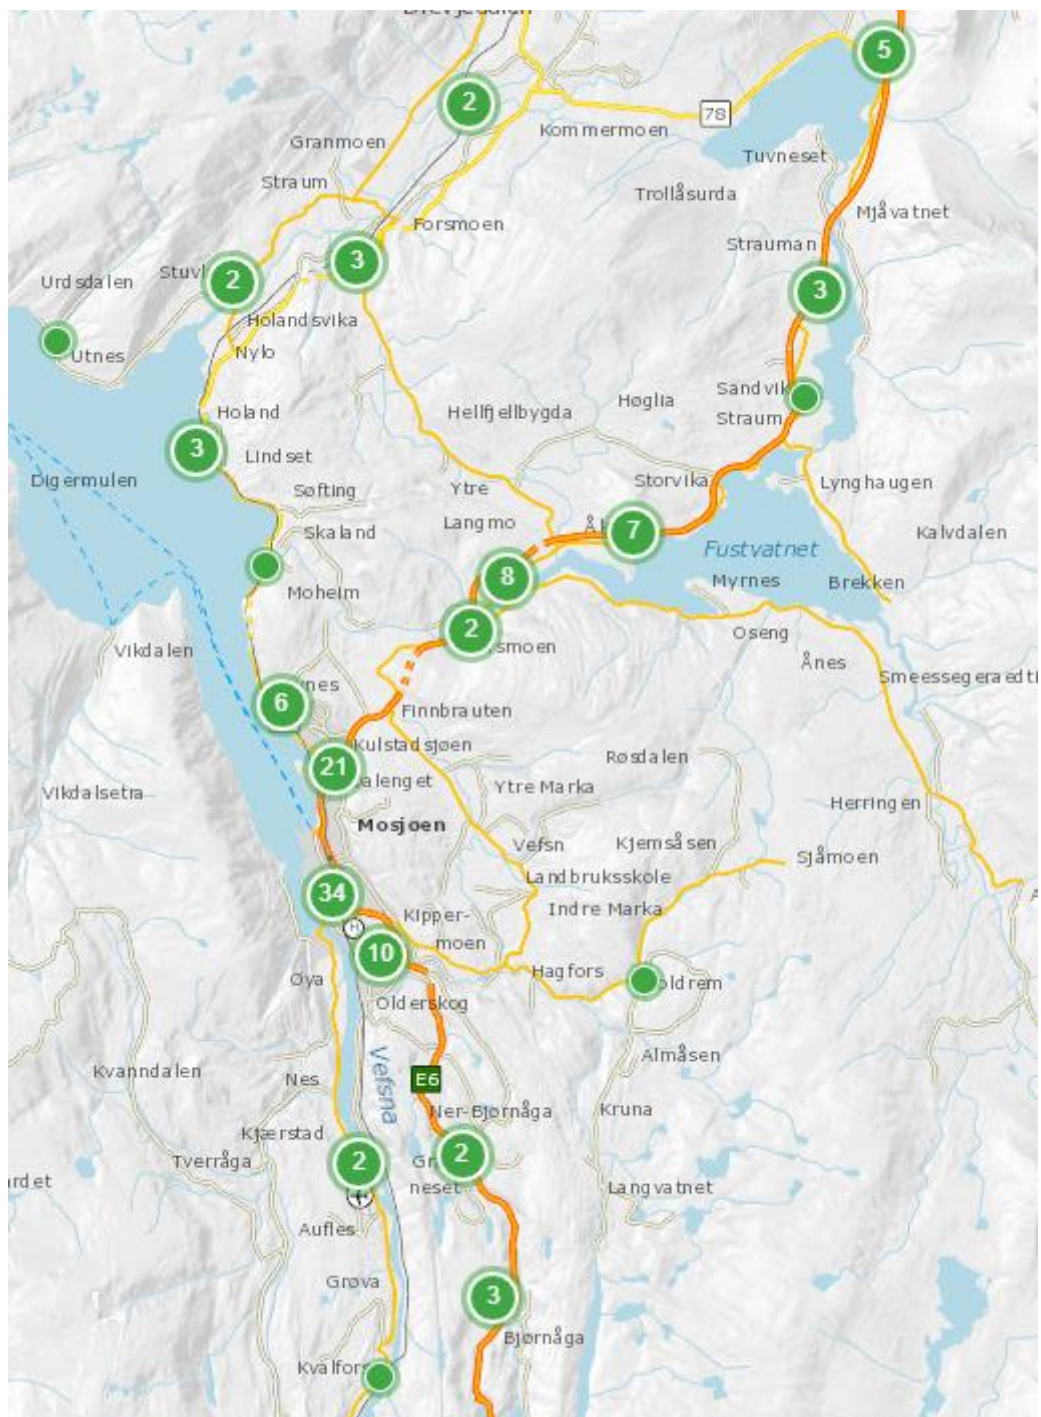 5
2
78
Kommermoen
Granmoen
Tuvneset
Straum
Trollåsurda
Mjåvatnet
Forsmoen
Strauman
3
Urdsdalen
2
3
Holandsvika
Utnes
Nylo
Sandvik
Høglia
Holand
Hellfjellbygda
Straum
3
Lindset
Digermulen
Søfting
Ytre
Storvika
Lynghaugen
Langmo
Skaland
7
Kalvdalen
Fustvatnet
8
Myrnes
Brekken
Moheim
2
Oseng
Vikdalen
Ånes
Smeessegeraedti
6
Finnbrauten
Kulstadsjøen
Røsdalen
21
Ytre Marka
Vikdalsetra
Herringen
Mosjøen
Vefsn
Kjemsåsen
Sjåmoen
Landbruksskole
34
Indre Marka
Kipper-
moen
H
10
Hagfors
Øya
Olderskog
Almåsen
Kvanndalen
Vefsna
Nes
E6
Ner-Bjørnåga
Kruna
Kjærstad
2
2
Tverråga
neset
Langvatnet
Aufles
Grøva
3
Bjørnåga
Kvalfors